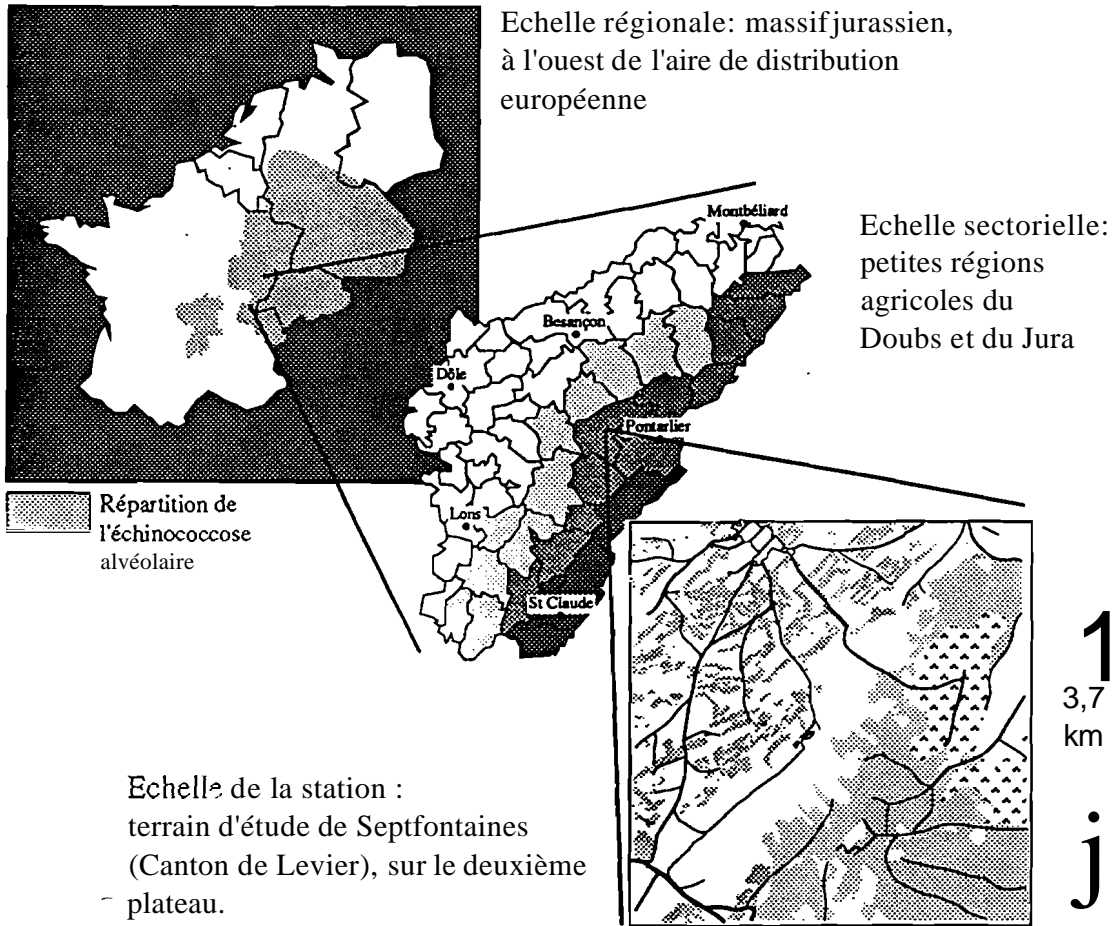 Echelle régionale: massif jurassien,
à l'ouest de l'aire de distribution
européenne
Montbéliard
Echelle sectorielle:
petites régions
agricoles du
Doubs et du Jura
Besançon
Dôle
Pontarlier
Répartition de
l'échinococcose
alvéolaire
Lons
St Claude
1
3,7
km
j
Echelle de la station :
terrain d'étude de Septfontaines
(Canton de Levier), sur le deuxième
plateau.